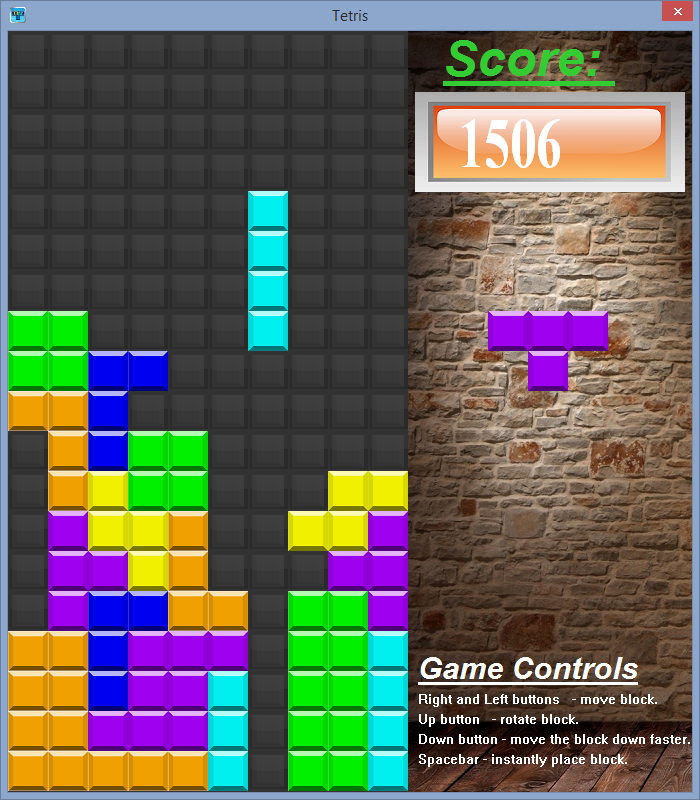 Tetris
Score:
1506
Game Controls
Right and Left buttons - move block.
Up button - rotate block.
Down button - move the block down faster.
Spacebar - instantly place block.